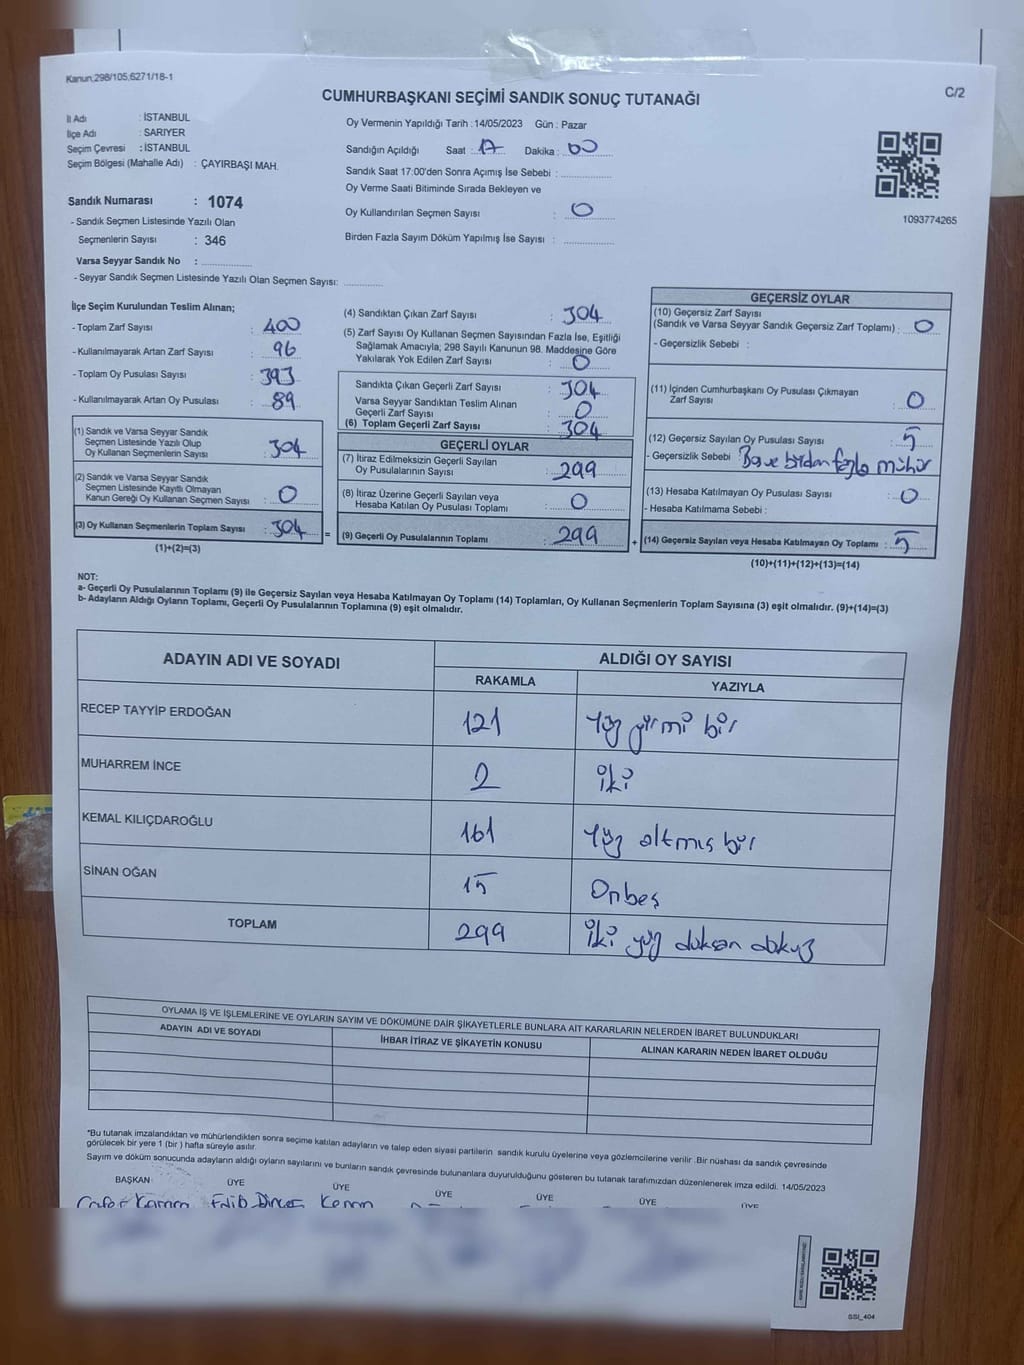 Kanun;298/105;6271/18-1
C/2
CUMHURBAŞKANI SEÇİMİ SANDIK SONUÇ TUTANAĞI
İl Adı : İSTANBUL
İlçe Adı : SARIYER
Seçim Çevresi : İSTANBUL
Seçim Bölgesi (Mahalle Adı) : ÇAYIRBAŞI MAH.
Sandık Numarası : 1074
- Sandık Seçmen Listesinde Yazılı Olan
Seçmenlerin Sayısı : 346
Varsa Seyyar Sandık No :
- Seyyar Sandık Seçmen Listesinde Yazılı Olan Seçmen Sayısı:
Oy Vermenin Yapıldığı Tarih : 14/05/2023 Gün : Pazar
Sandığın Açıldığı Saat : 17 Dakika : 00
Sandık Saat 17:00'den Sonra Açımış İse Sebebi :
Oy Verme Saati Bitiminde Sırada Bekleyen ve
Oy Kullandırılan Seçmen Sayısı : 0
Birden Fazla Sayım Döküm Yapılmış İse Sayısı :
1093774265
İlçe Seçim Kurulundan Teslim Alınan;
- Toplam Zarf Sayısı : 400
- Kullanılmayarak Artan Zarf Sayısı : 96
- Toplam Oy Pusulası Sayısı : 393
- Kullanılmayarak Artan Oy Pusulası : 89
(1) Sandık ve Varsa Seyyar Sandık
Seçmen Listesinde Yazılı Olup
Oy Kullanan Seçmenlerin Sayısı : 304
(2) Sandık ve Varsa Seyyar Sandık
Seçmen Listesinde Kayıtlı Olmayan
Kanun Gereği Oy Kullanan Seçmen Sayısı : 0
(3) Oy Kullanan Seçmenlerin Toplam Sayısı : 304
(1)+(2)=(3)
(4) Sandıktan Çıkan Zarf Sayısı : 304
(5) Zarf Sayısı Oy Kullanan Seçmen Sayısından Fazla İse, Eşitliği
Sağlamak Amacıyla; 298 Sayılı Kanunun 98. Maddesine Göre
Yakılarak Yok Edilen Zarf Sayısı : 0
Sandıkta Çıkan Geçerli Zarf Sayısı : 304
Varsa Seyyar Sandıktan Teslim Alınan
Geçerli Zarf Sayısı : 0
(6) Toplam Geçerli Zarf Sayısı : 304
GEÇERLİ OYLAR
(7) İtiraz Edilmeksizin Geçerli Sayılan
Oy Pusulalarının Sayısı : 299
(8) İtiraz Üzerine Geçerli Sayılan veya
Hesaba Katılan Oy Pusulası Toplamı : 0
= (9) Geçerli Oy Pusulalarının Toplamı : 299
GEÇERSİZ OYLAR
(10) Geçersiz Zarf Sayısı
(Sandık ve Varsa Seyyar Sandık Geçersiz Zarf Toplamı) : 0
- Geçersizlik Sebebi :
(11) İçinden Cumhurbaşkanı Oy Pusulası Çıkmayan
Zarf Sayısı : 0
(12) Geçersiz Sayılan Oy Pusulası Sayısı : 5
- Geçersizlik Sebebi : Boş ve birden fazla mühür
(13) Hesaba Katılmayan Oy Pusulası Sayısı : 0
- Hesaba Katılmama Sebebi :
+ (14) Geçersiz Sayılan veya Hesaba Katılmayan Oy Toplamı : 5
(10)+(11)+(12)+(13)=(14)
NOT:
a- Geçerli Oy Pusulalarının Toplamı (9) ile Geçersiz Sayılan veya Hesaba Katılmayan Oy Toplamı (14) Toplamları, Oy Kullanan Seçmenlerin Toplam Sayısına (3) eşit olmalıdır. (9)+(14)=(3)
b- Adayların Aldığı Oyların Toplamı, Geçerli Oy Pusulalarının Toplamına (9) eşit olmalıdır.
ADAYIN ADI VE SOYADI
ALDIĞI OY SAYISI
RAKAMLA YAZIYLA
RECEP TAYYİP ERDOĞAN 121 Yüz yirmi bir
MUHARREM İNCE 2 iki
KEMAL KILIÇDAROĞLU 161 Yüz altmış bir
SİNAN OĞAN 15 Onbeş
TOPLAM 299 iki yüz doksan dokuz
OYLAMA İŞ VE İŞLEMLERİNE VE OYLARIN SAYIM VE DÖKÜMÜNE DAİR ŞİKAYETLERLE BUNLARA AİT KARARLARIN NELERDEN İBARET BULUNDUKLARI
ADAYIN ADI VE SOYADI İHBAR İTİRAZ VE ŞİKAYETİN KONUSU ALINAN KARARIN NEDEN İBARET OLDUĞU
*Bu tutanak imzalandıktan ve mühürlendikten sonra seçime katılan adayların ve talep eden siyasi partilerin sandık kurulu üyelerine veya gözlemcilerine verilir .Bir nüshası da sandık çevresinde
görülecek bir yere 1 (bir ) hafta süreyle asılır.
Sayım ve döküm sonucunda adayların aldığı oyların sayılarını ve bunların sandık çevresinde bulunanlara duyurulduğunu gösteren bu tutanak tarafımızdan düzenlenerek imza edildi. 14/05/2023
BAŞKAN ÜYE ÜYE ÜYE ÜYE ÜYE ÜYE
Kenan
SSI_404